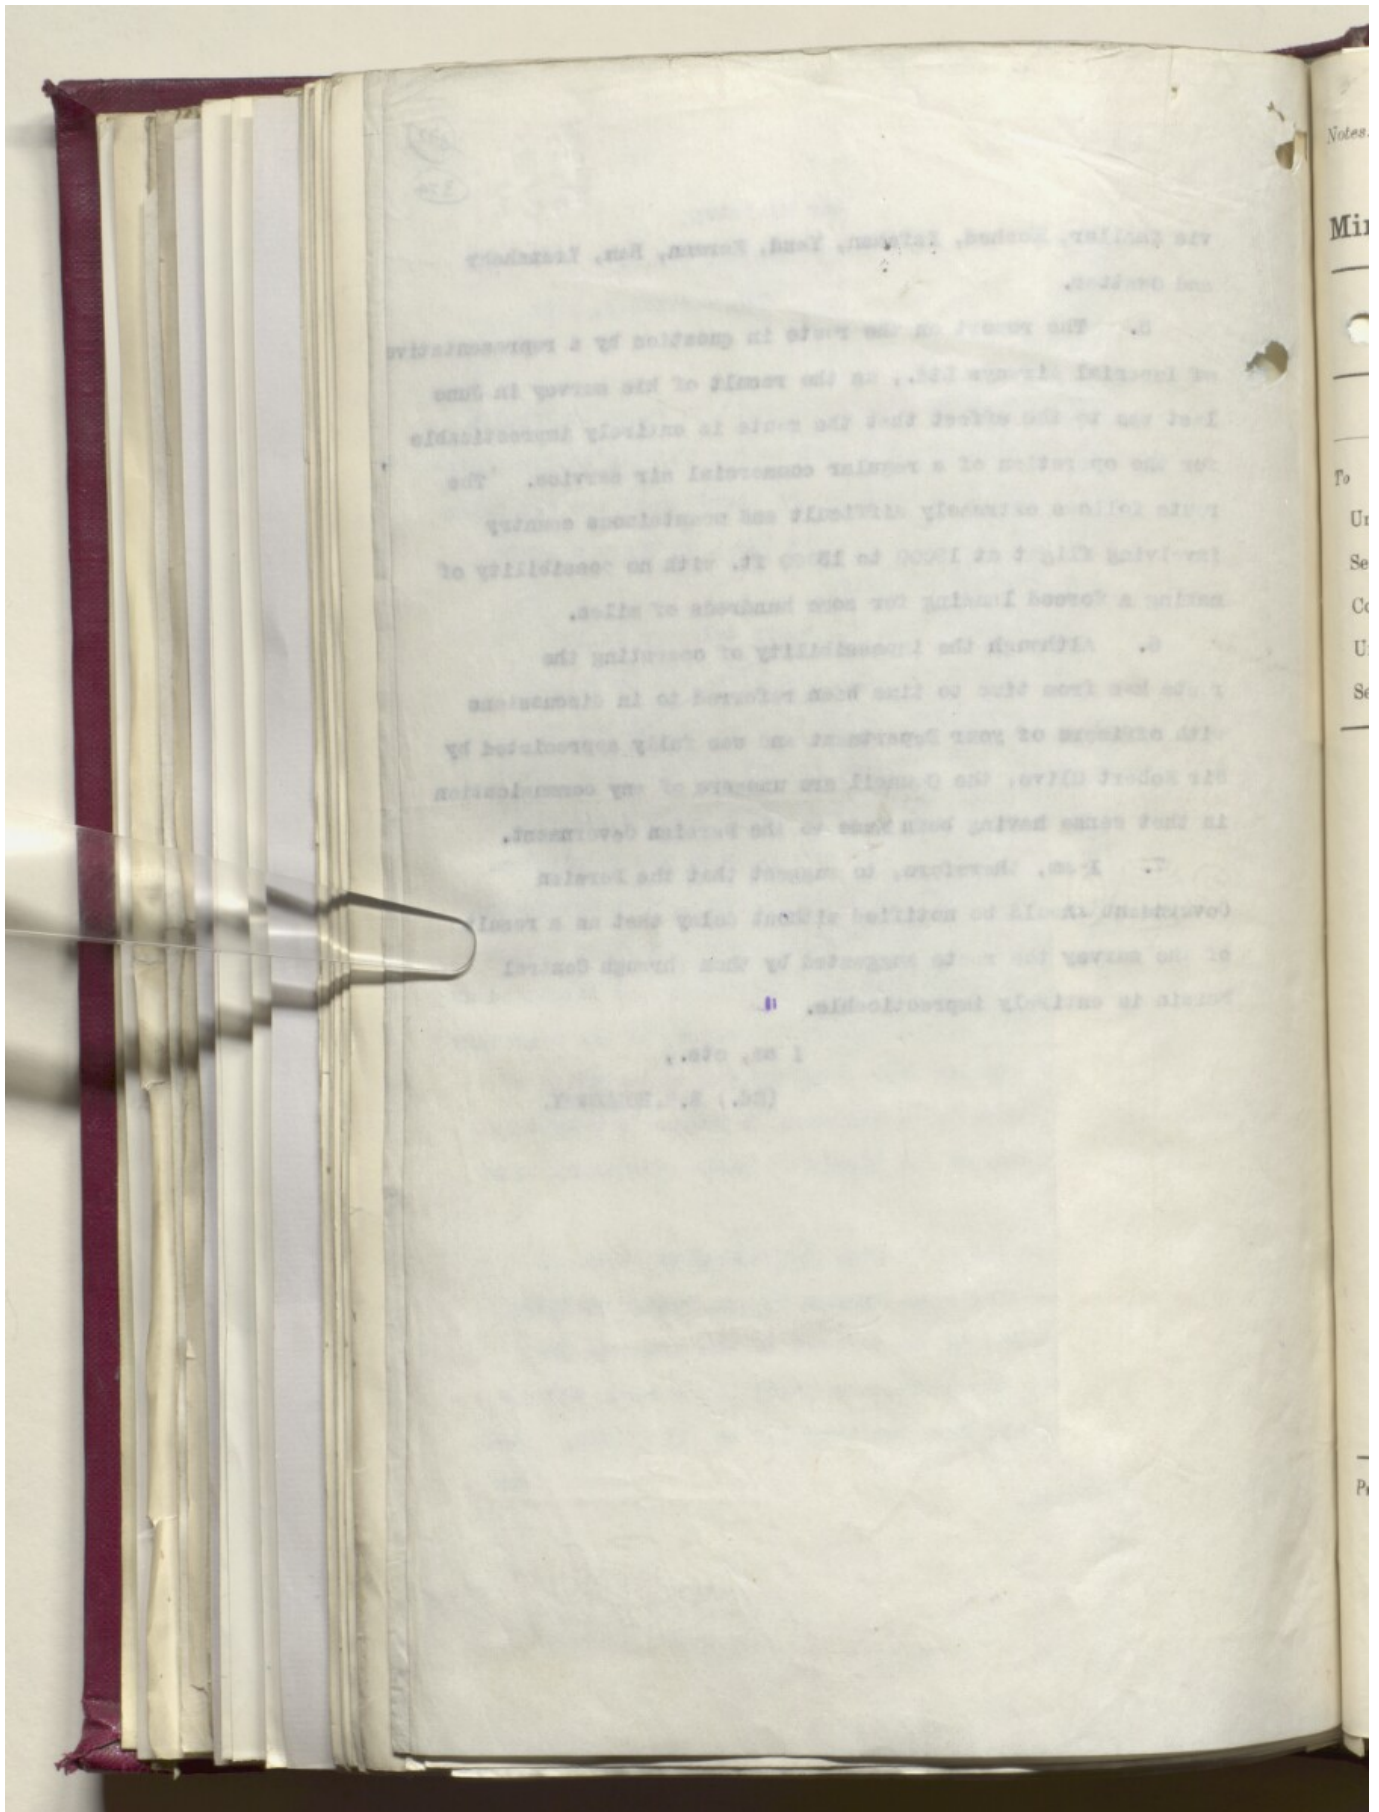 and Gwattar.
5. The report on the route in question by a representative
of Imperial Airways Ltd., as the result of his survey in June
last was to the effect that the route is entirely impracticable
for the operation of a regular commercial air service. The
route follows extremely difficult and mountainous country
involving flight at to ft. with no possibility of
making a forced landing for some hundreds of miles.
6. Although the impossibility of operating the
route has from time to time been referred to in discussions
with officers of your Department and was fully appreciated by
Sir Robert Clive, the Council are unaware of any communication
in that sense having been made to the Persian Government.
7. I am, therefore, to suggest that the Persian
Government should be notified without delay that as a result
of the survey the route suggested by them through Central
Persia is entirely impracticable.
I am, etc.,
(Sd.)
Notes.
Min
To
Un
Se
Co
U
Se